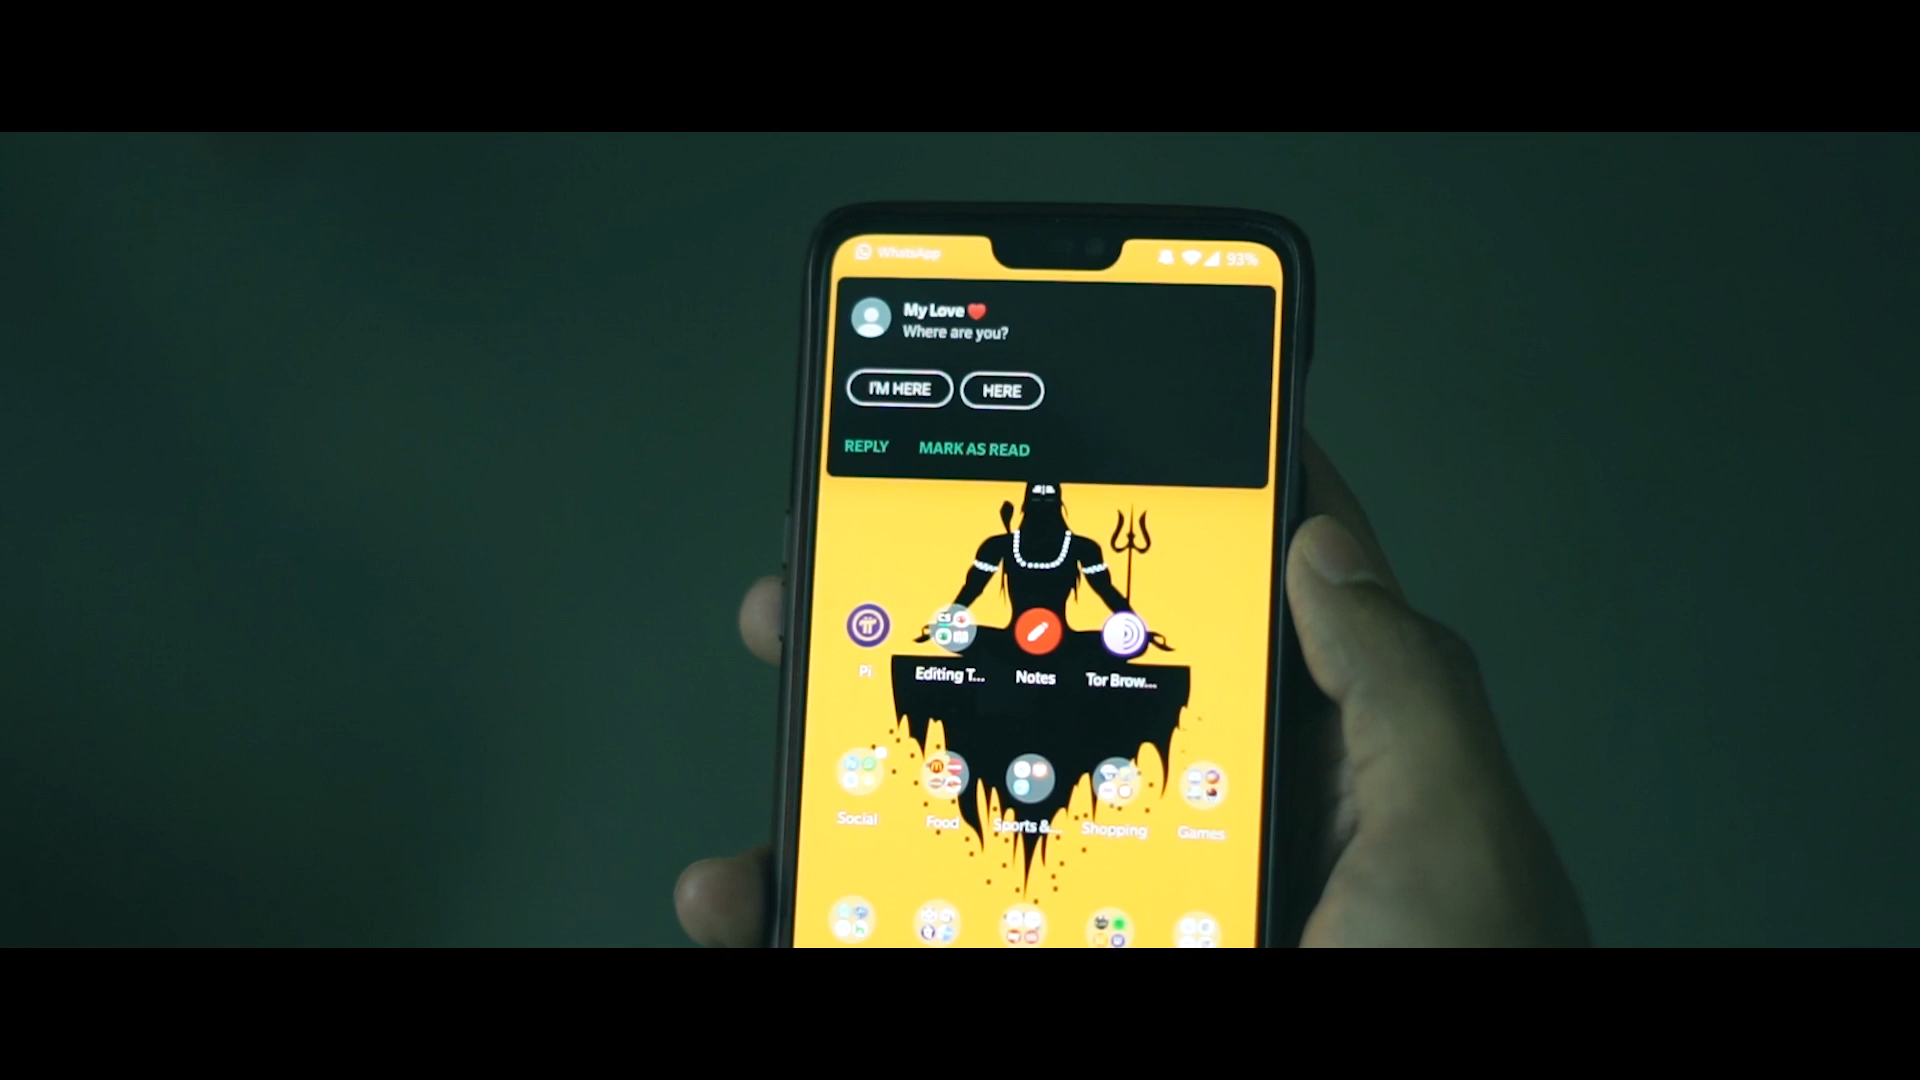 WhatsApp
93%
My Love ❤️
Where are you?
I'M HERE
HERE
REPLY
MARK AS READ
Pi
Editing T...
Notes
Tor Brow...
Social
Food
Sports &...
Shopping
Games